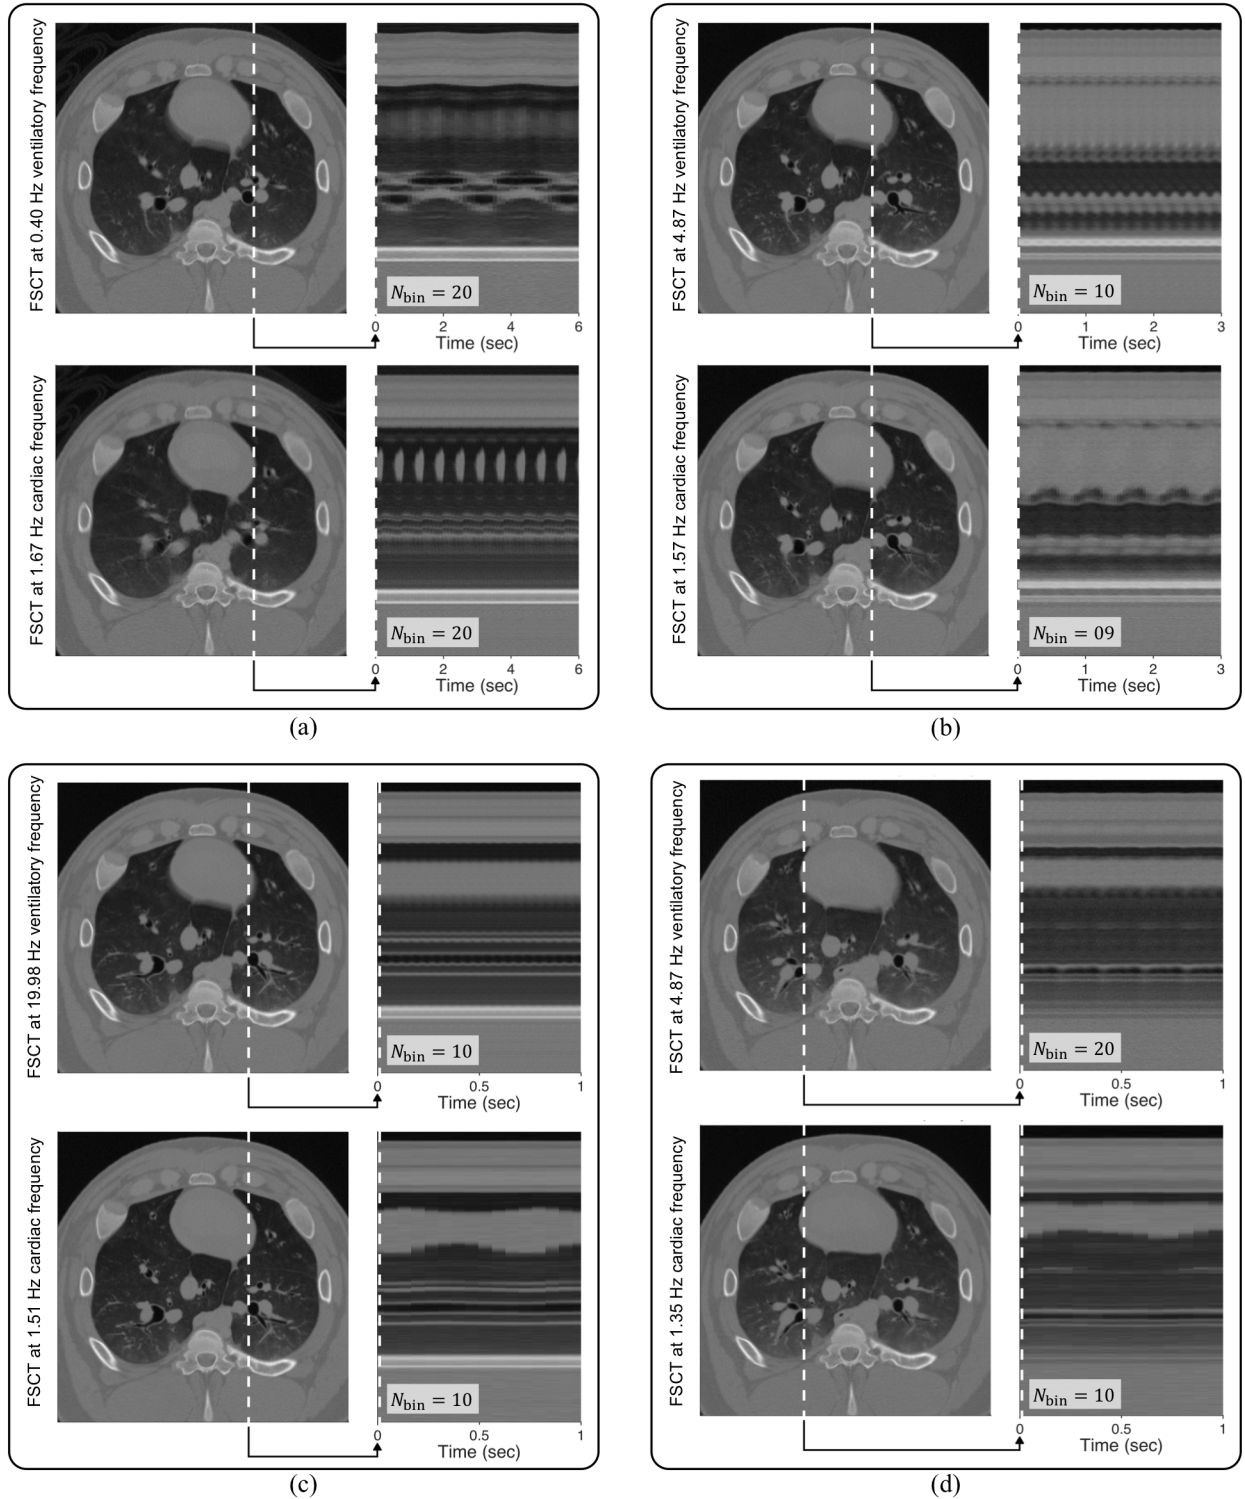 FSCT at 0.40 Hz ventilatory frequency
N_bin = 20
0 2 4 6
Time (sec)
FSCT at 1.67 Hz cardiac frequency
N_bin = 20
0 2 4 6
Time (sec)
(a)
FSCT at 4.87 Hz ventilatory frequency
N_bin = 10
0 1 2 3
Time (sec)
FSCT at 1.57 Hz cardiac frequency
N_bin = 09
0 1 2 3
Time (sec)
(b)
FSCT at 19.98 Hz ventilatory frequency
N_bin = 10
0 0.5 1
Time (sec)
FSCT at 1.51 Hz cardiac frequency
N_bin = 10
0 0.5 1
Time (sec)
(c)
FSCT at 4.87 Hz ventilatory frequency
N_bin = 20
0 0.5 1
Time (sec)
FSCT at 1.35 Hz cardiac frequency
N_bin = 10
0 0.5 1
Time (sec)
(d)